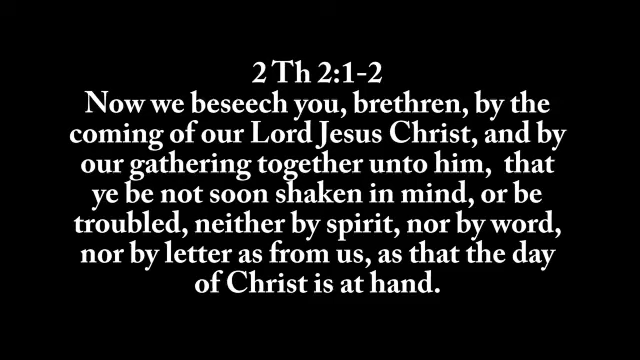 2 Th 2:1-2
Now we beseech you, brethren, by the
coming of our Lord Jesus Christ, and by
our gathering together unto him,  that
ye be not soon shaken in mind, or be
troubled, neither by spirit, nor by word,
nor by letter as from us, as that the day
of Christ is at hand.